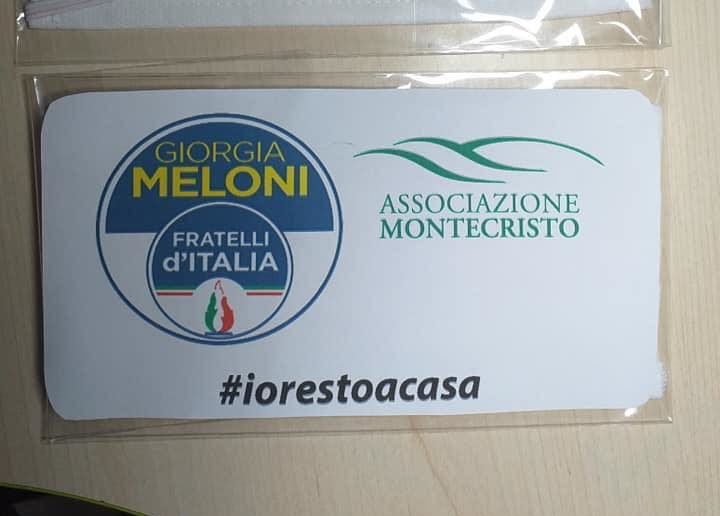 GIORGIA
MELONI
FRATELLI
d'ITALIA
ASSOCIAZIONE
MONTECRISTO
#iorestoacasa